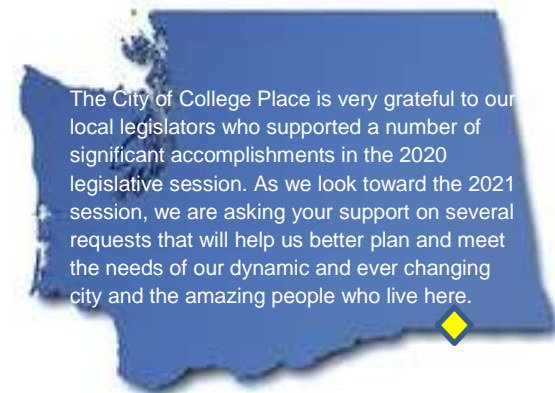 The City of College Place is very grateful to our
local legislators who supported a number of
significant accomplishments in the 2020
legislative session. As we look toward the 2021
session, we are asking your support on several
requests that will help us better plan and meet
the needs of our dynamic and ever changing
city and the amazing people who live here.